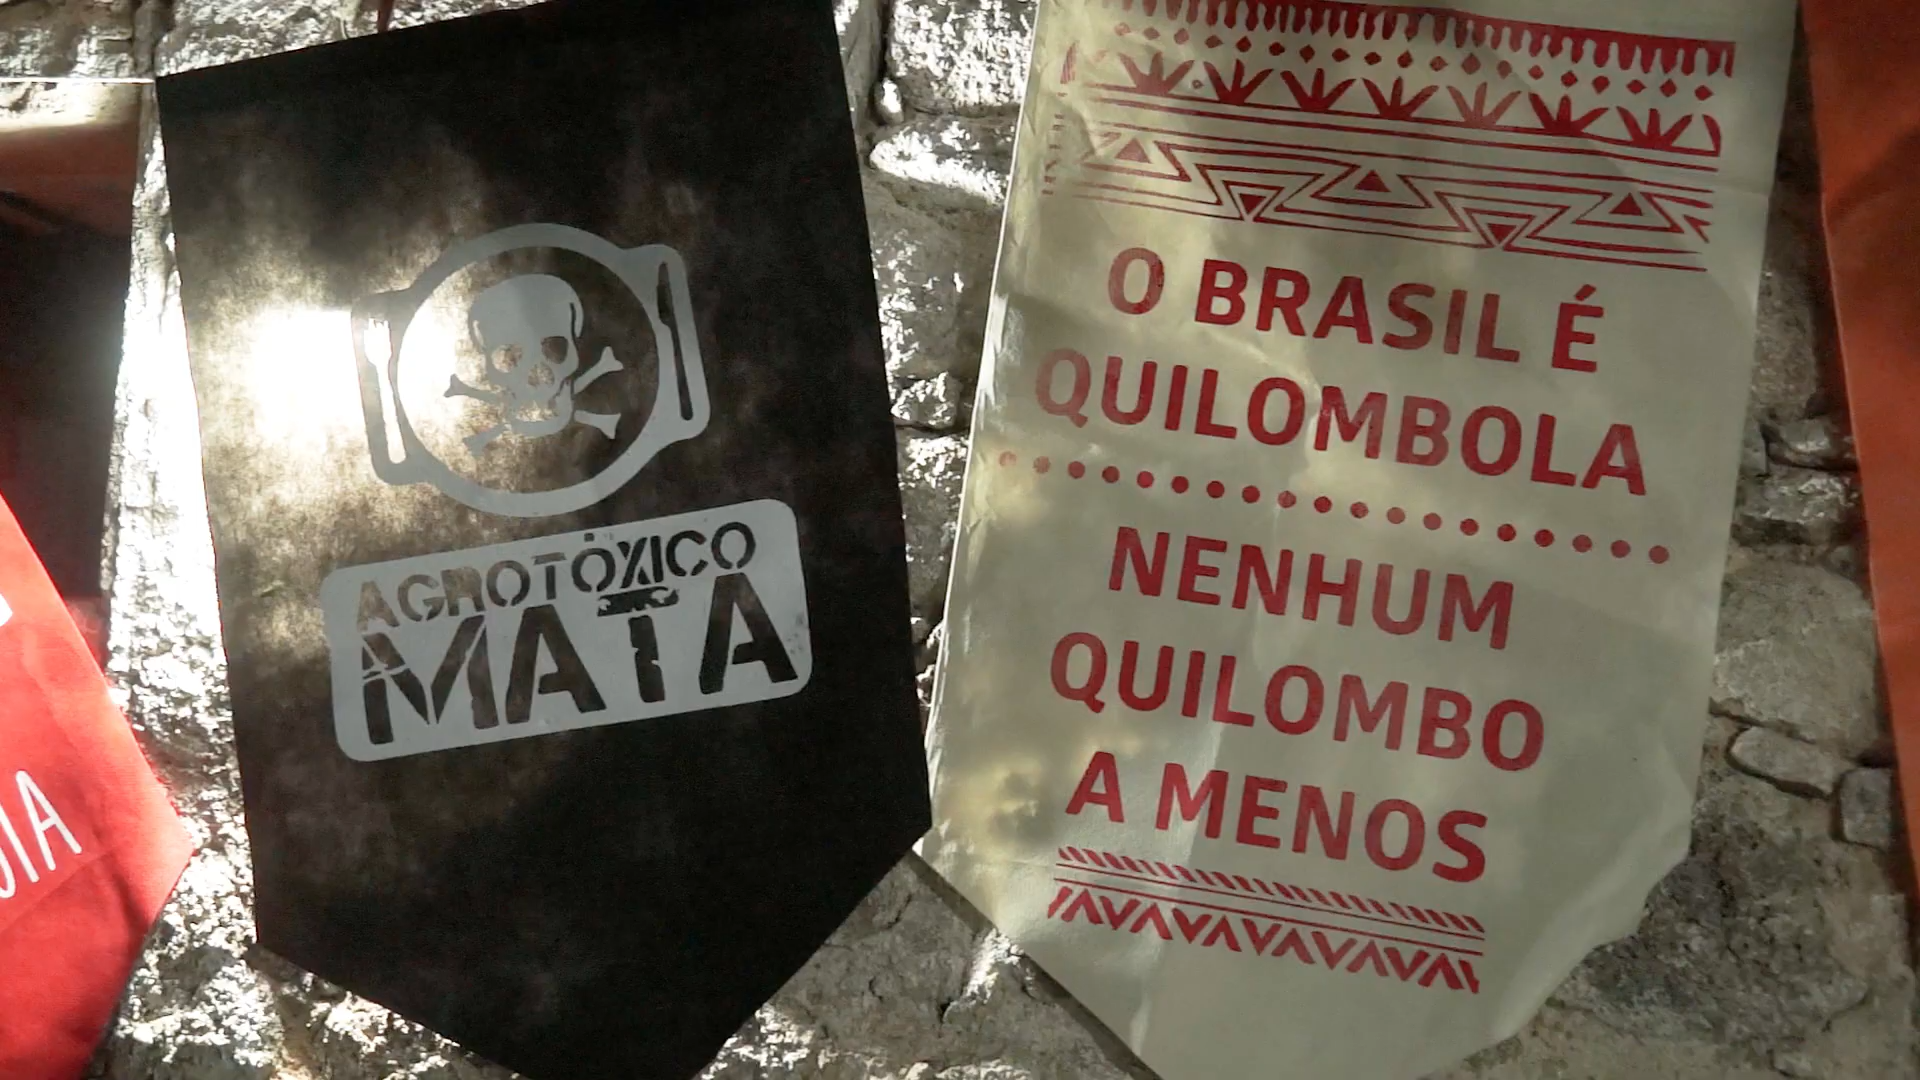 AGROTÓXICO
MATA
O BRASIL É
QUILOMBOLA
NENHUM
QUILOMBO
A MENOS